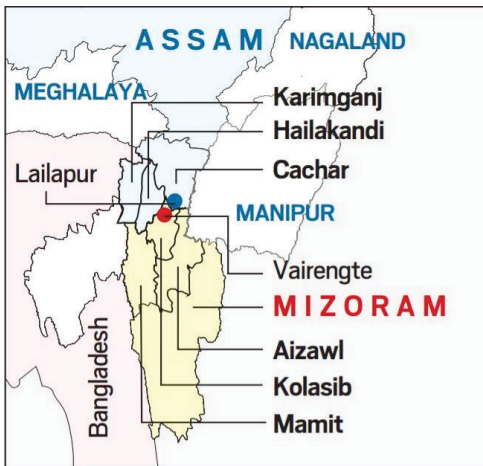 ASSAM
NAGALAND
MEGHALAYA
Karimganj
Hailakandi
Lailapur
Cachar
MANIPUR
Vairengte
MIZORAM
Bangladesh
Aizawl
Kolasib
Mamit